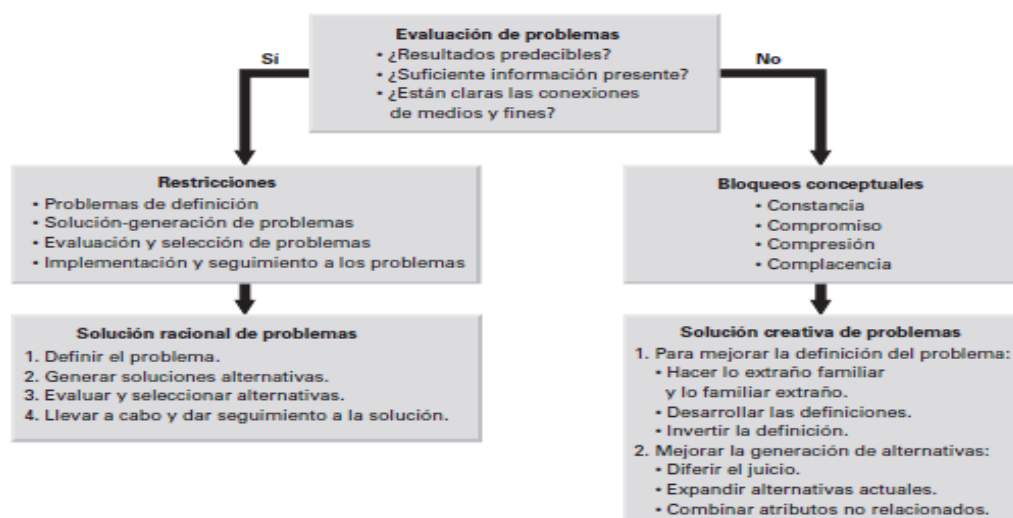 Evaluación de problemas
• ¿Resultados predecibles?
• ¿Suficiente información presente?
• ¿Están claras las conexiones
de medios y fines?
Sí
No
Restricciones
• Problemas de definición
• Solución-generación de problemas
• Evaluación y selección de problemas
• Implementación y seguimiento a los problemas
Bloqueos conceptuales
• Constancia
• Compromiso
• Compresión
• Complacencia
Solución racional de problemas
1. Definir el problema.
2. Generar soluciones alternativas.
3. Evaluar y seleccionar alternativas.
4. Llevar a cabo y dar seguimiento a la solución.
Solución creativa de problemas
1. Para mejorar la definición del problema:
• Hacer lo extraño familiar
y lo familiar extraño.
• Desarrollar las definiciones.
• Invertir la definición.
2. Mejorar la generación de alternativas:
• Diferir el juicio.
• Expandir alternativas actuales.
• Combinar atributos no relacionados.